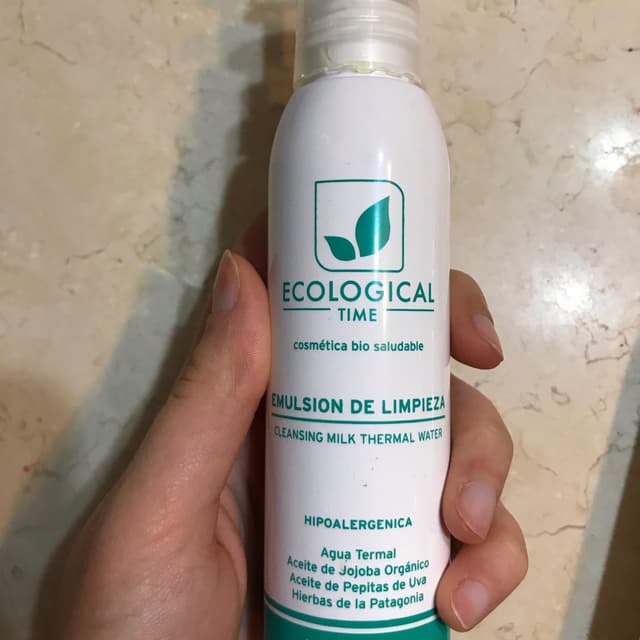 ECOLOGICAL
TIME
cosmética bio saludable
EMULSION DE LIMPIEZA
CLEANSING MILK THERMAL WATER
HIPOALERGENICA
Agua Termal
Aceite de Jojoba Orgánico
Aceite de Pepitas de Uva
Hierbas de la Patagonia